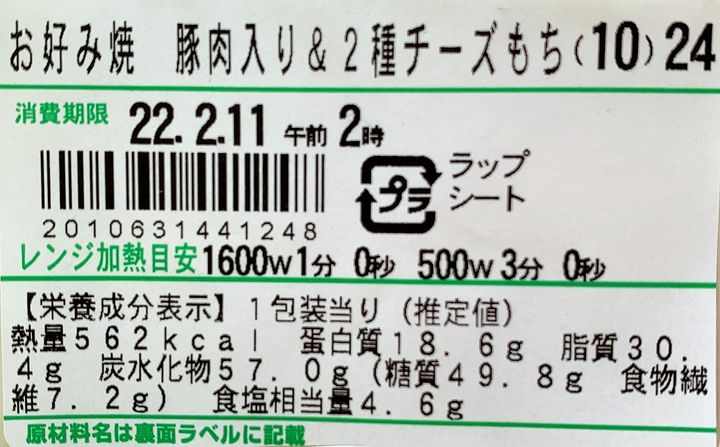 お好み焼 豚肉入り&2種チーズもち(10)24
消費期限 22. 2.11 午前 2時
プラ ラップ
シート
2010631441248
レンジ加熱目安 1600W 1分 0秒 500W 3分 0秒
【栄養成分表示】1包装当り(推定値)
熱量562kcal 蛋白質18.6g 脂質30.
4g 炭水化物57.0g(糖質49.8g 食物繊
維7.2g) 食塩相当量4.6g
原材料名は裏面ラベルに記載